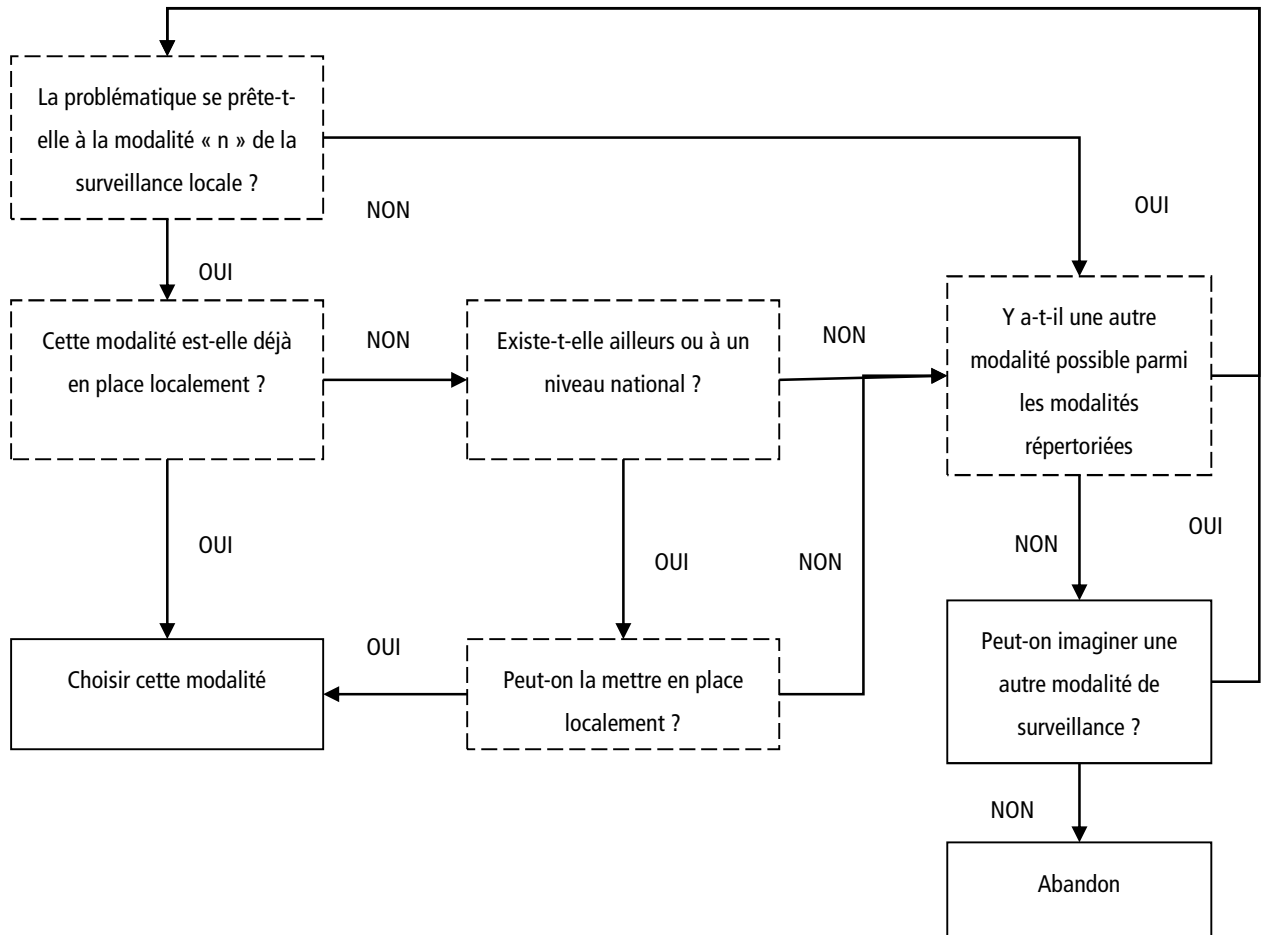 La problématique se prête-t-
elle à la modalité « n » de la
surveillance locale ?
NON
OUI
OUI
Cette modalité est-elle déjà
en place localement ?
NON
Existe-t-elle ailleurs ou à un
niveau national ?
NON
Y a-t-il une autre
modalité possible parmi
les modalités
répertoriées
OUI
OUI
NON
NON
OUI
Choisir cette modalité
OUI
Peut-on la mettre en place
localement ?
Peut-on imaginer une
autre modalité de
surveillance ?
NON
Abandon